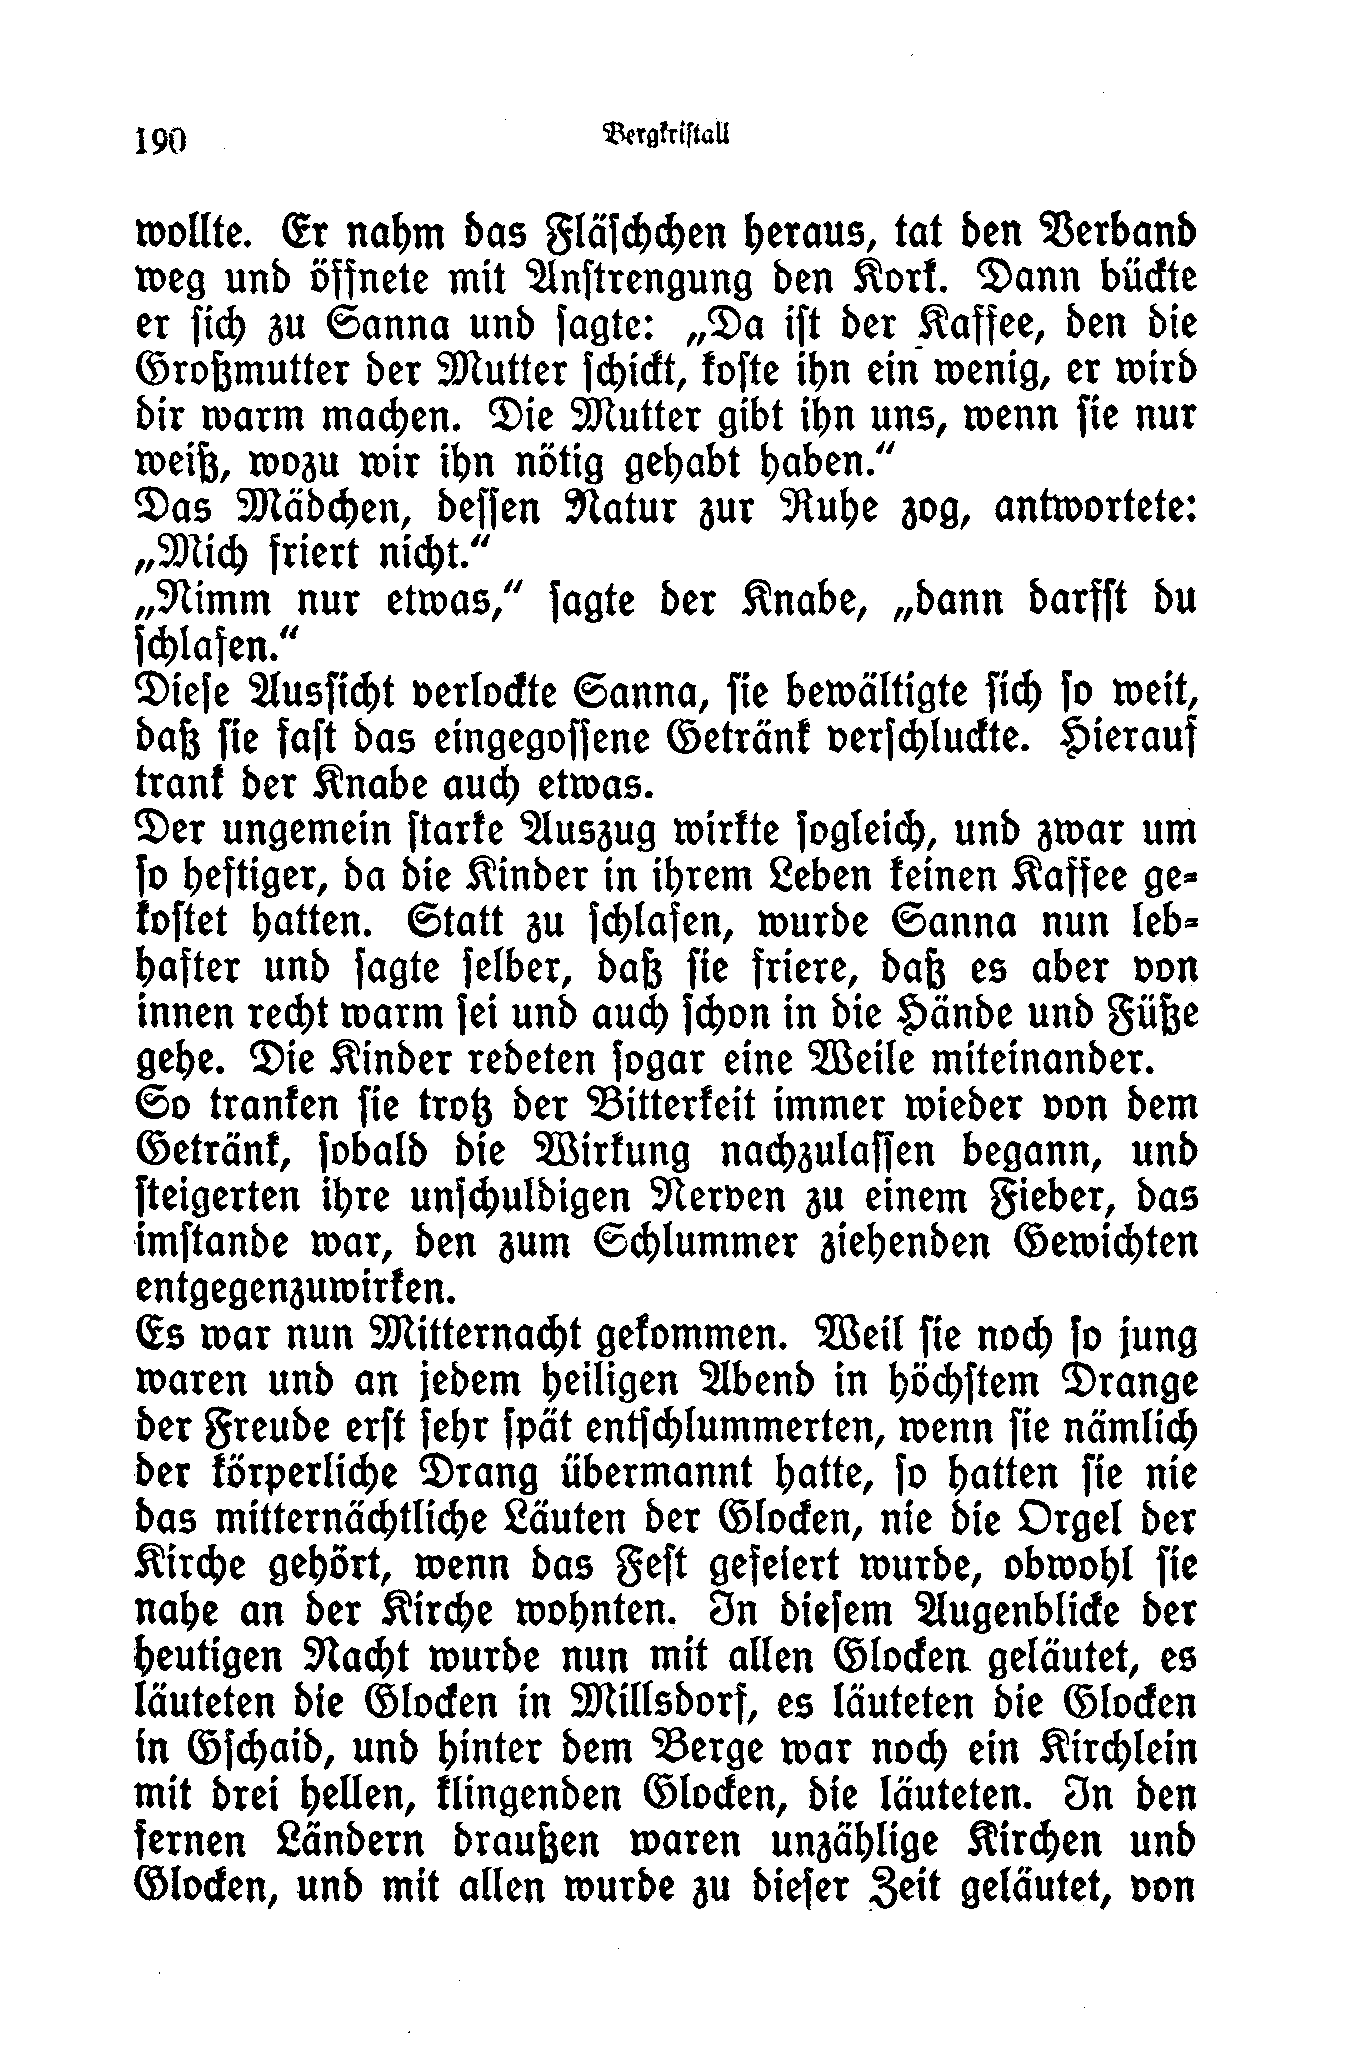 190
Bergkristall
wollte. Er nahm das Fläschchen heraus, tat den Verband
weg und öffnete mit Anstrengung den Kork. Dann bückte
er sich zu Sanna und sagte: „Da ist der Kaffee, den die
Großmutter der Mutter schickt, koste ihn ein wenig, er wird
dir warm machen. Die Mutter gibt ihn uns, wenn sie nur
weiß, wozu wir ihn nötig gehabt haben.“
Das Mädchen, dessen Natur zur Ruhe zog, antwortete:
„Mich friert nicht.“
„Nimm nur etwas,“ sagte der Knabe, „dann darfst du
schlafen.“
Diese Aussicht verlockte Sanna, sie bewältigte sich so weit,
daß sie fast das eingegossene Getränk verschluckte. Hierauf
trank der Knabe auch etwas.
Der ungemein starke Auszug wirkte sogleich, und zwar um
so heftiger, da die Kinder in ihrem Leben keinen Kaffee ge-
kostet hatten. Statt zu schlafen, wurde Sanna nun leb-
hafter und sagte selber, daß sie friere, daß es aber von
innen recht warm sei und auch schon in die Hände und Füße
gehe. Die Kinder redeten sogar eine Weile miteinander.
So tranken sie trotz der Bitterkeit immer wieder von dem
Getränk, sobald die Wirkung nachzulassen begann, und
steigerten ihre unschuldigen Nerven zu einem Fieber, das
imstande war, den zum Schlummer ziehenden Gewichten
entgegenzuwirken.
Es war nun Mitternacht gekommen. Weil sie noch so jung
waren und an jedem heiligen Abend in höchstem Drange
der Freude erst sehr spät entschlummerten, wenn sie nämlich
der körperliche Drang übermannt hatte, so hatten sie nie
das mitternächtliche Läuten der Glocken, nie die Orgel der
Kirche gehört, wenn das Fest gefeiert wurde, obwohl sie
nahe an der Kirche wohnten. In diesem Augenblicke der
heutigen Nacht wurde nun mit allen Glocken geläutet, es
läuteten die Glocken in Millsdorf, es läuteten die Glocken
in Gschaid, und hinter dem Berge war noch ein Kirchlein
mit drei hellen, klingenden Glocken, die läuteten. In den
fernen Ländern draußen waren unzählige Kirchen und
Glocken, und mit allen wurde zu dieser Zeit geläutet, von